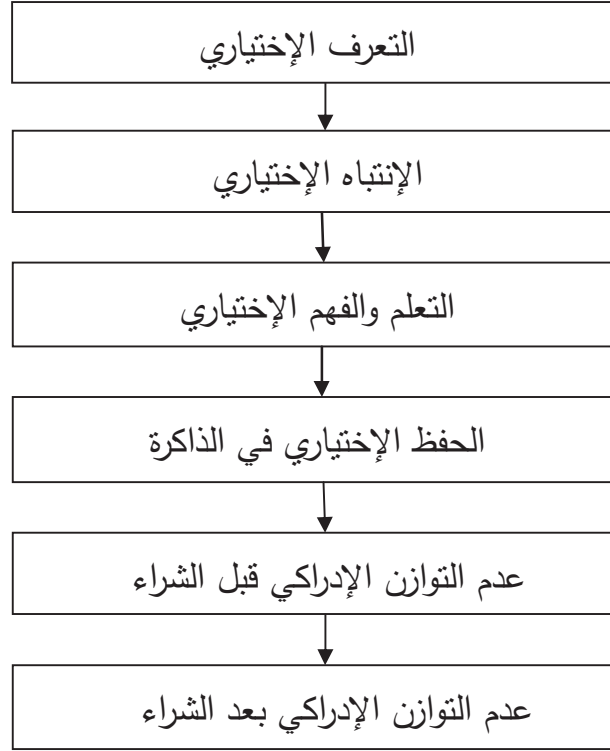 التعرف الإختياري
الإنتباه الإختياري
التعلم والفهم الإختياري
الحفظ الإختياري في الذاكرة
عدم التوازن الإدراكي قبل الشراء
عدم التوازن الإدراكي بعد الشراء